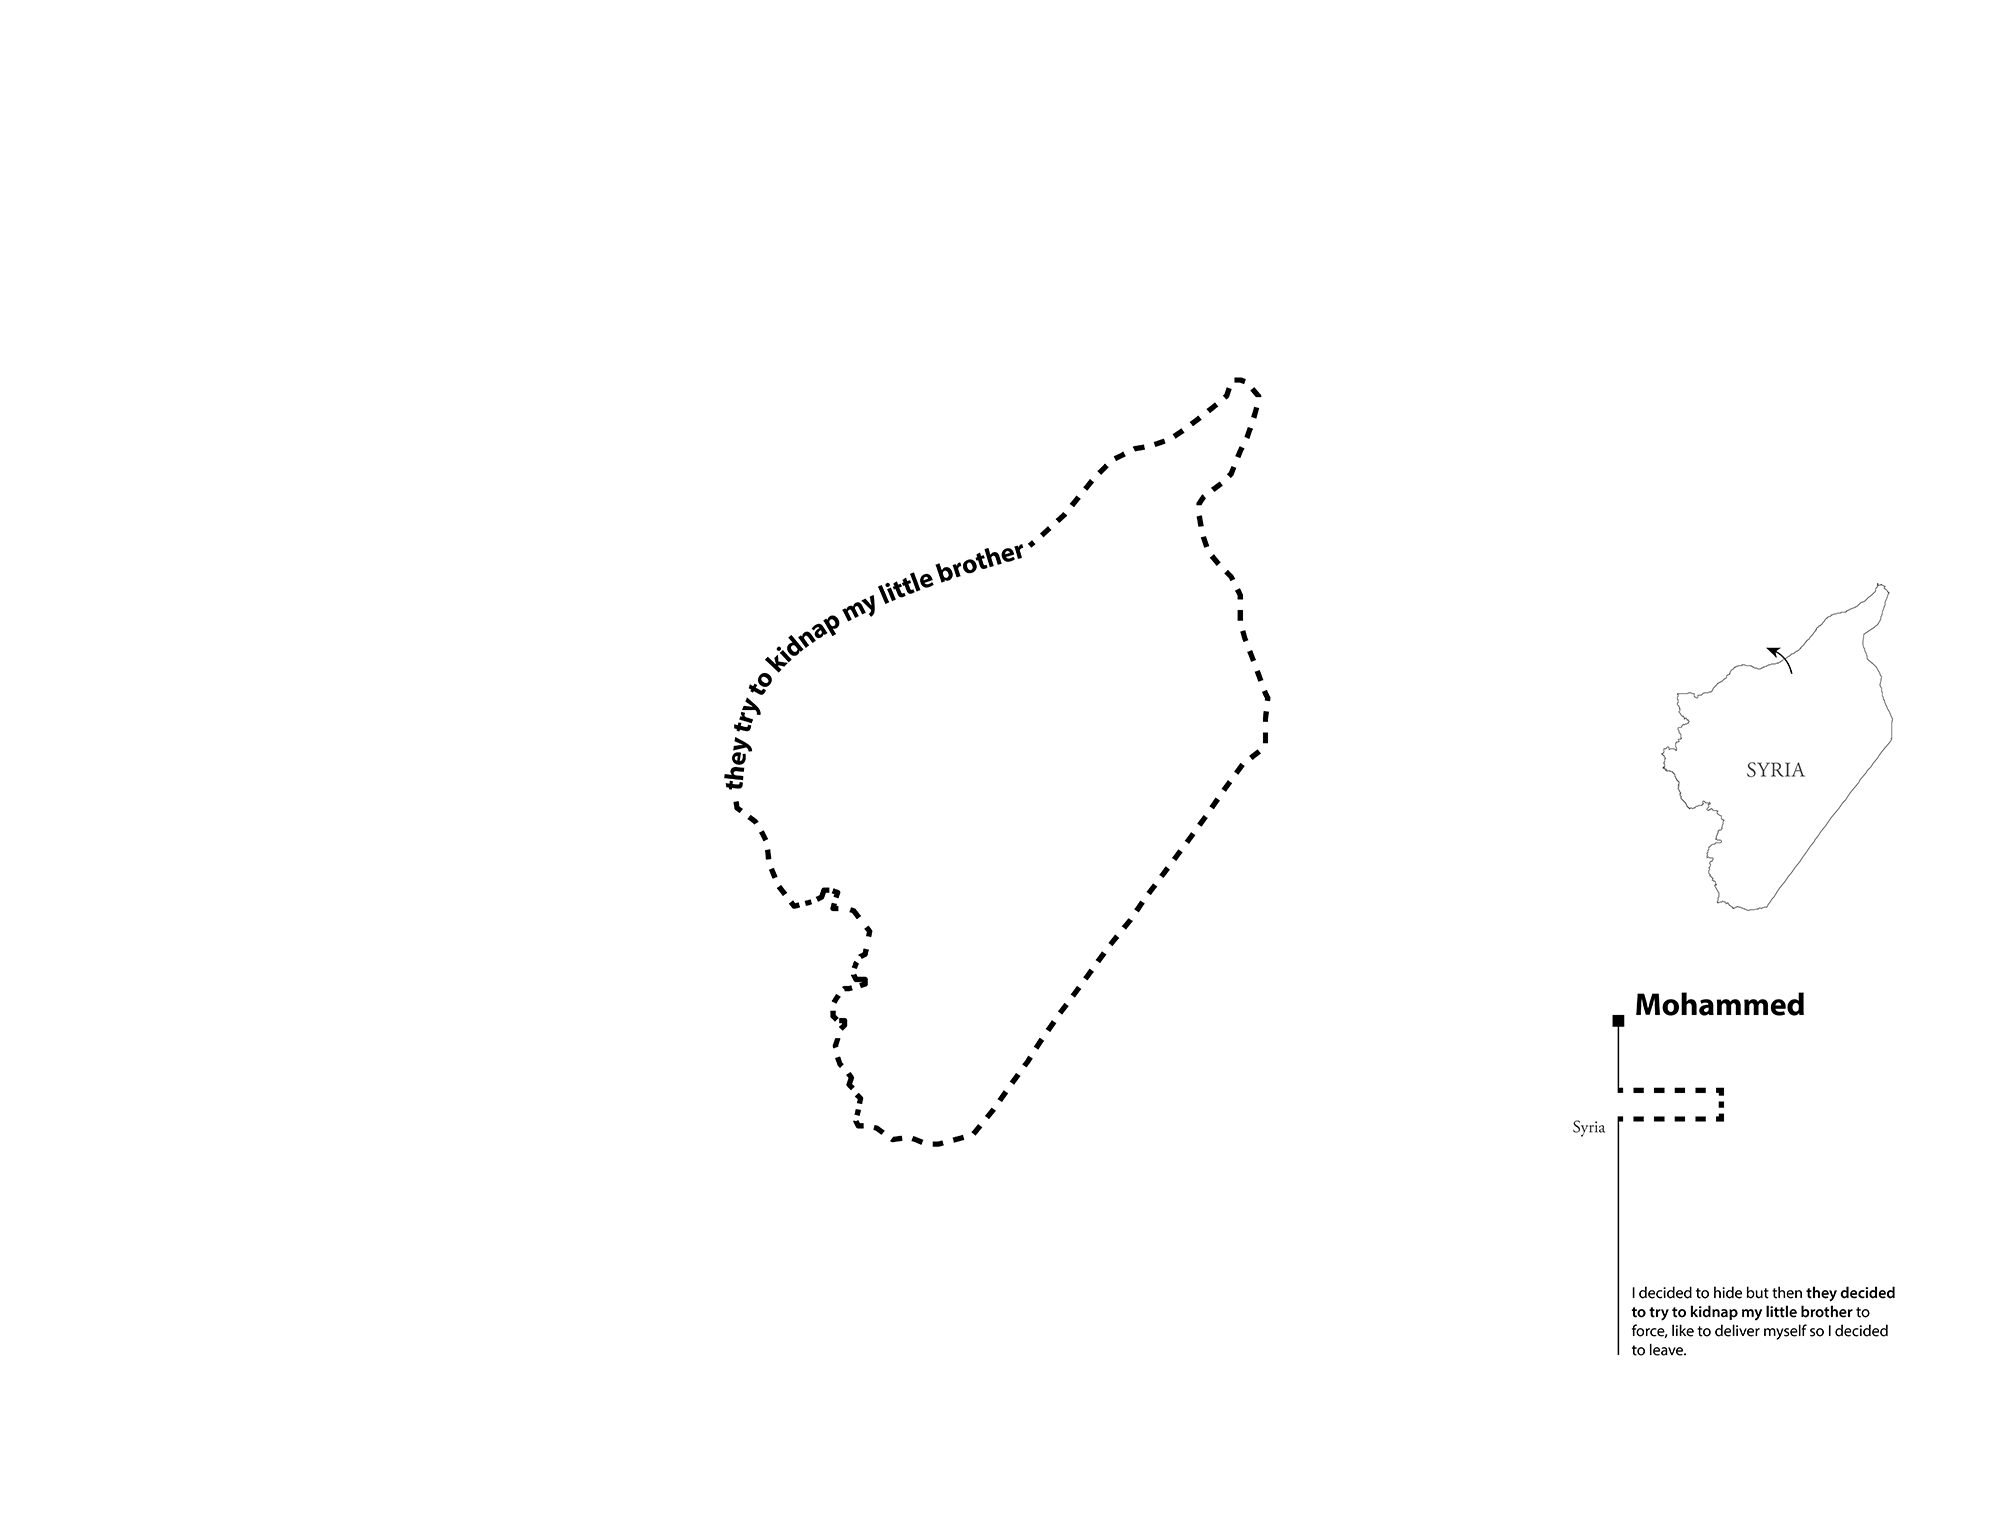 they try to kidnap my little brother
SYRIA
Mohammed
Syria
I decided to hide but then they decided
to try to kidnap my little brother to
force, like to deliver myself so I decided
to leave.